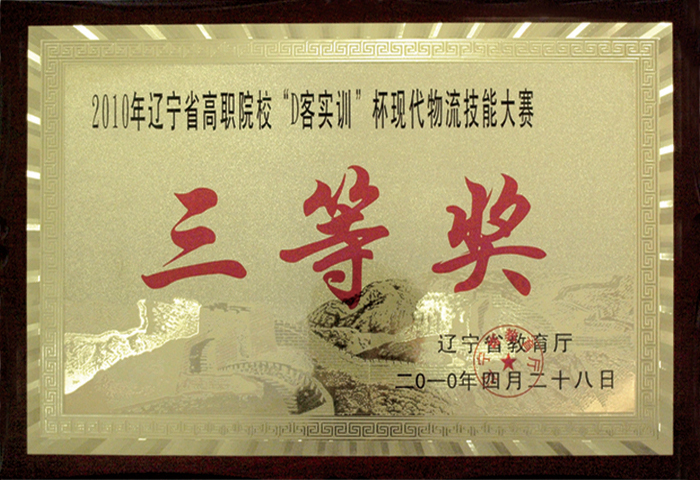 2010年辽宁省高职院校“D客实训”杯现代物流技能大赛
三等奖
辽宁省教育厅
二〇一〇年四月二十八日